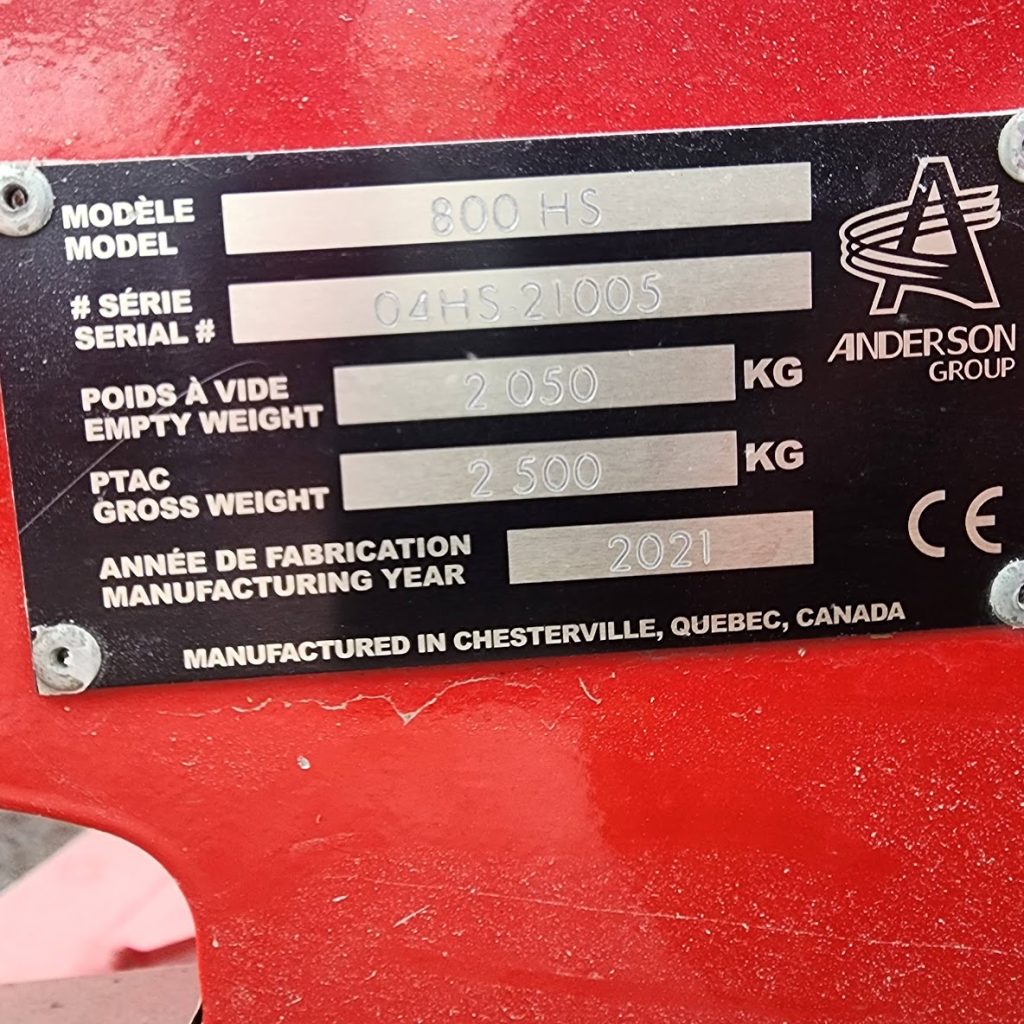 MODÈLE
MODEL
800 HS
# SÉRIE
SERIAL #
04HS 21005
POIDS À VIDE
EMPTY WEIGHT
2 050
KG
PTAC
GROSS WEIGHT
2 500
KG
ANNÉE DE FABRICATION
MANUFACTURING YEAR
2021
MANUFACTURED IN CHESTERVILLE, QUEBEC, CANADA
ANDERSON
GROUP
CE